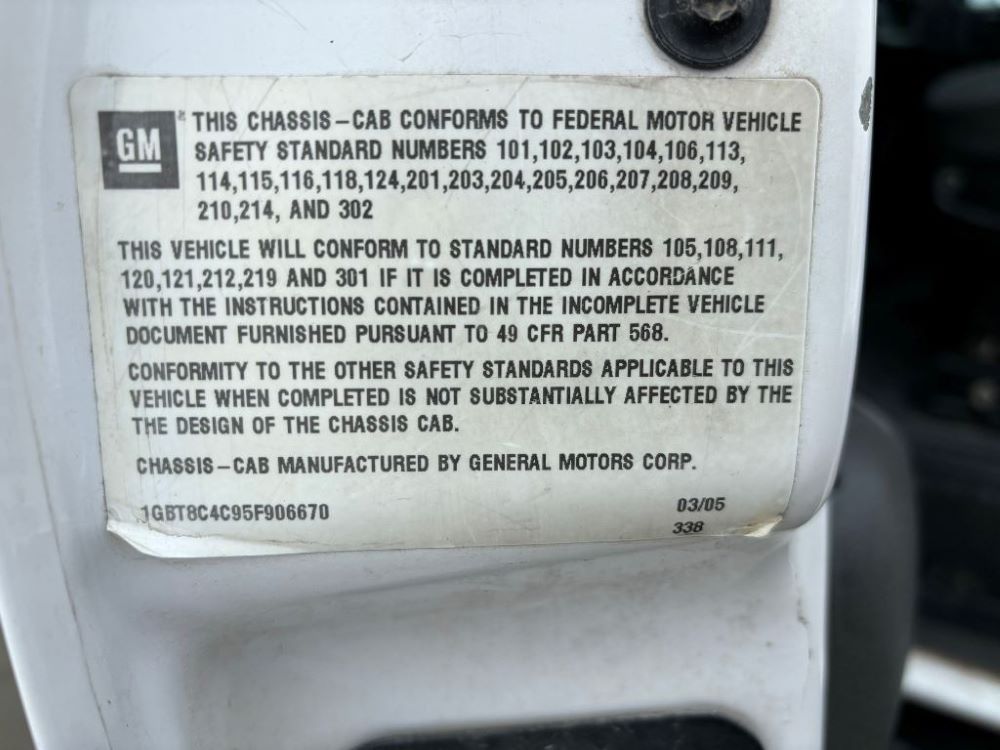 GM
THIS CHASSIS-CAB CONFORMS TO FEDERAL MOTOR VEHICLE
SAFETY STANDARD NUMBERS 101,102,103,104,106,113,
114,115,116,118,124,201,203,204,205,206,207,208,209,
210,214, AND 302
THIS VEHICLE WILL CONFORM TO STANDARD NUMBERS 105,108,111,
120,121,212,219 AND 301 IF IT IS COMPLETED IN ACCORDANCE
WITH THE INSTRUCTIONS CONTAINED IN THE INCOMPLETE VEHICLE
DOCUMENT FURNISHED PURSUANT TO 49 CFR PART 568.
CONFORMITY TO THE OTHER SAFETY STANDARDS APPLICABLE TO THIS
VEHICLE WHEN COMPLETED IS NOT SUBSTANTIALLY AFFECTED BY THE
THE DESIGN OF THE CHASSIS CAB.
CHASSIS-CAB MANUFACTURED BY GENERAL MOTORS CORP.
1GBT8C4C95F906670 03/05
338